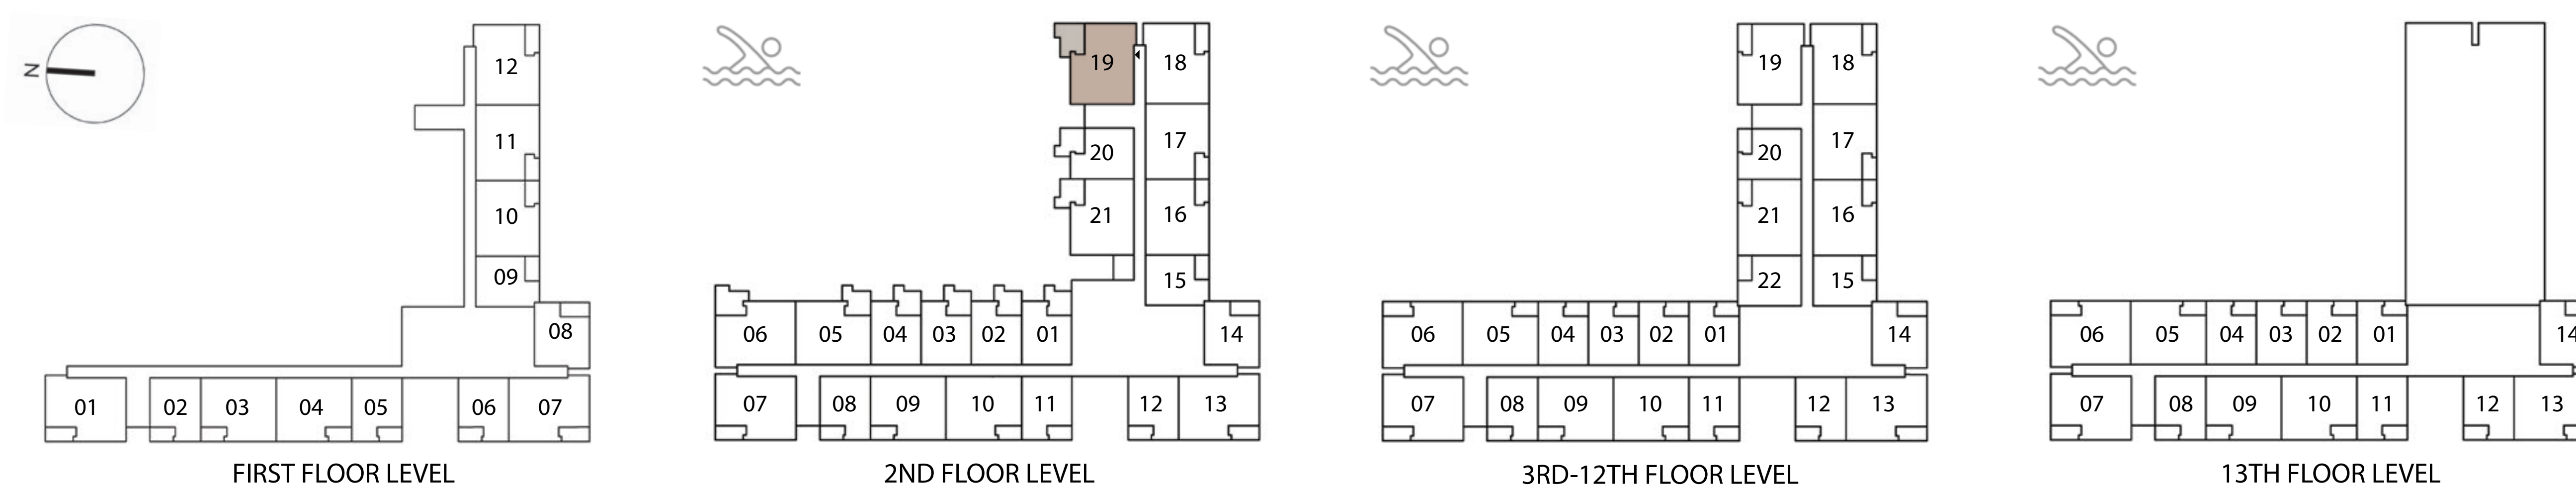 N
12
11
10
09
08
01 02 03 04 05 06 07
FIRST FLOOR LEVEL
19 18
17
20
21 16
15
06 05 04 03 02 01 14
07 08 09 10 11 12 13
2ND FLOOR LEVEL
19 18
17
20
21 16
22 15
06 05 04 03 02 01 14
07 08 09 10 11 12 13
3RD-12TH FLOOR LEVEL
06 05 04 03 02 01 14
07 08 09 10 11 12 13
13TH FLOOR LEVEL